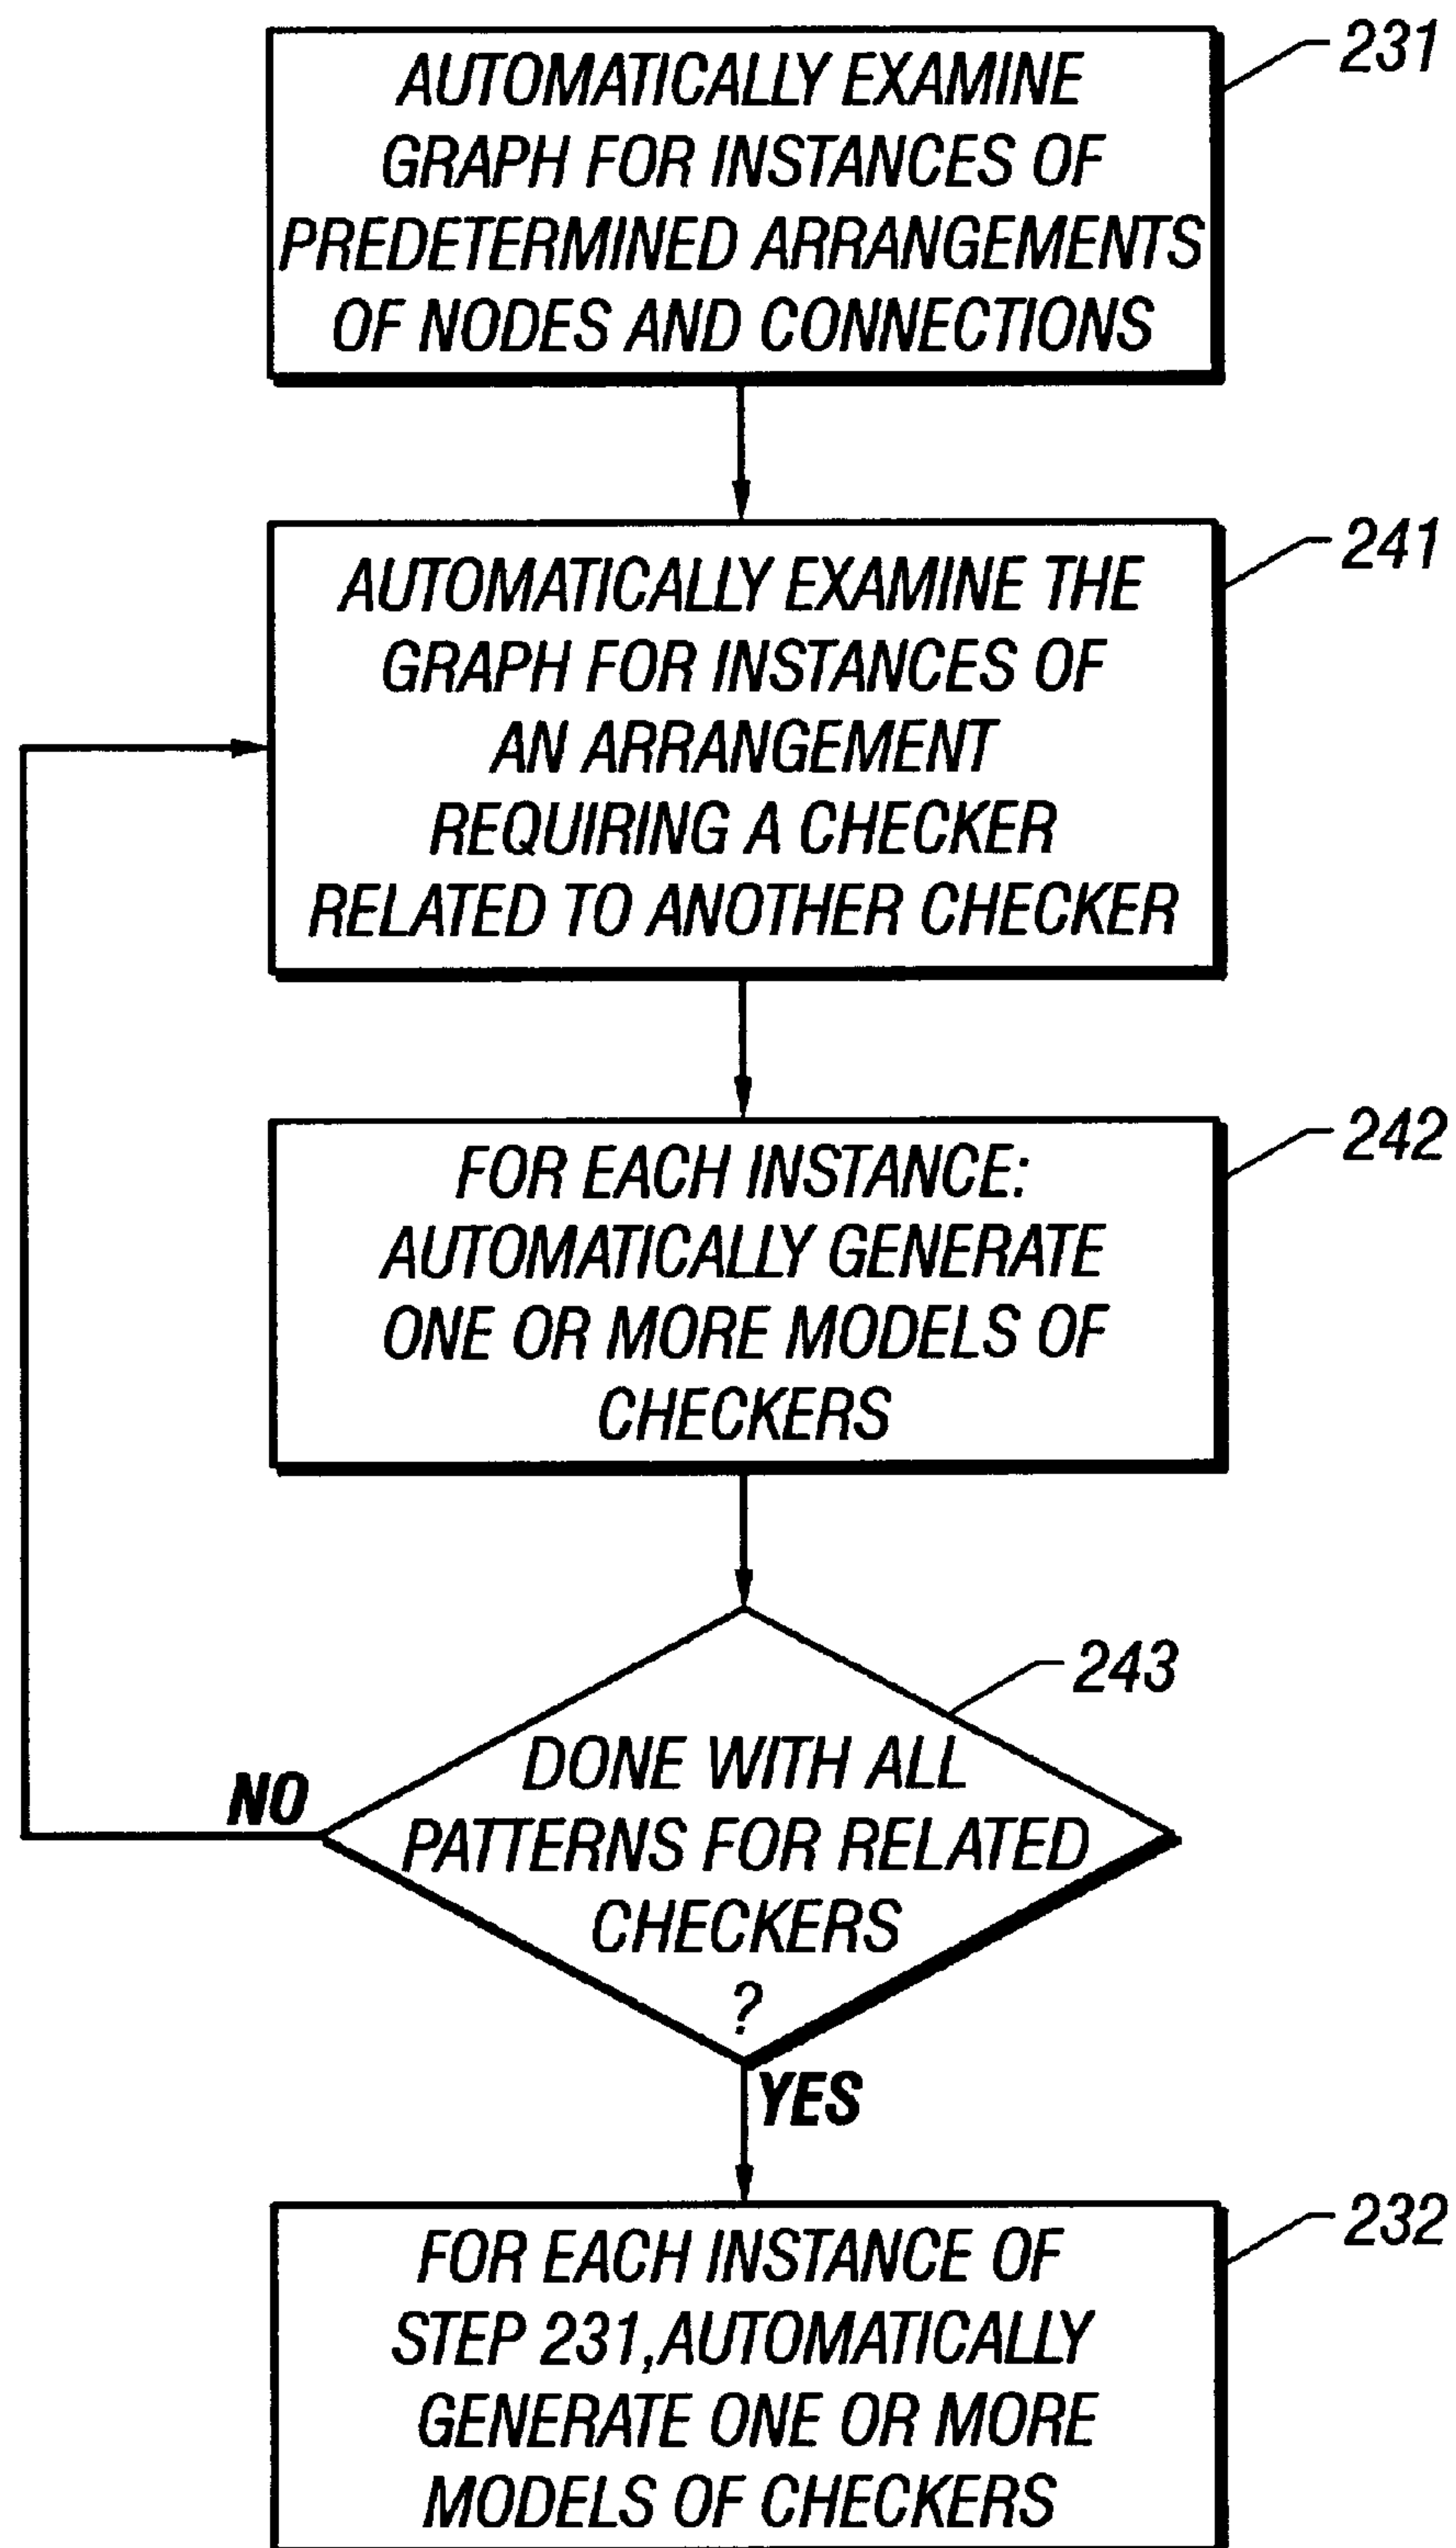 231
AUTOMATICALLY EXAMINE
GRAPH FOR INSTANCES OF
PREDETERMINED ARRANGEMENTS
OF NODES AND CONNECTIONS
241
AUTOMATICALLY EXAMINE THE
GRAPH FOR INSTANCES OF
AN ARRANGEMENT
REQUIRING A CHECKER
RELATED TO ANOTHER CHECKER
242
FOR EACH INSTANCE:
AUTOMATICALLY GENERATE
ONE OR MORE MODELS OF
CHECKERS
243
DONE WITH ALL
PATTERNS FOR RELATED
CHECKERS
?
NO
YES
232
FOR EACH INSTANCE OF
STEP 231,AUTOMATICALLY
GENERATE ONE OR MORE
MODELS OF CHECKERS